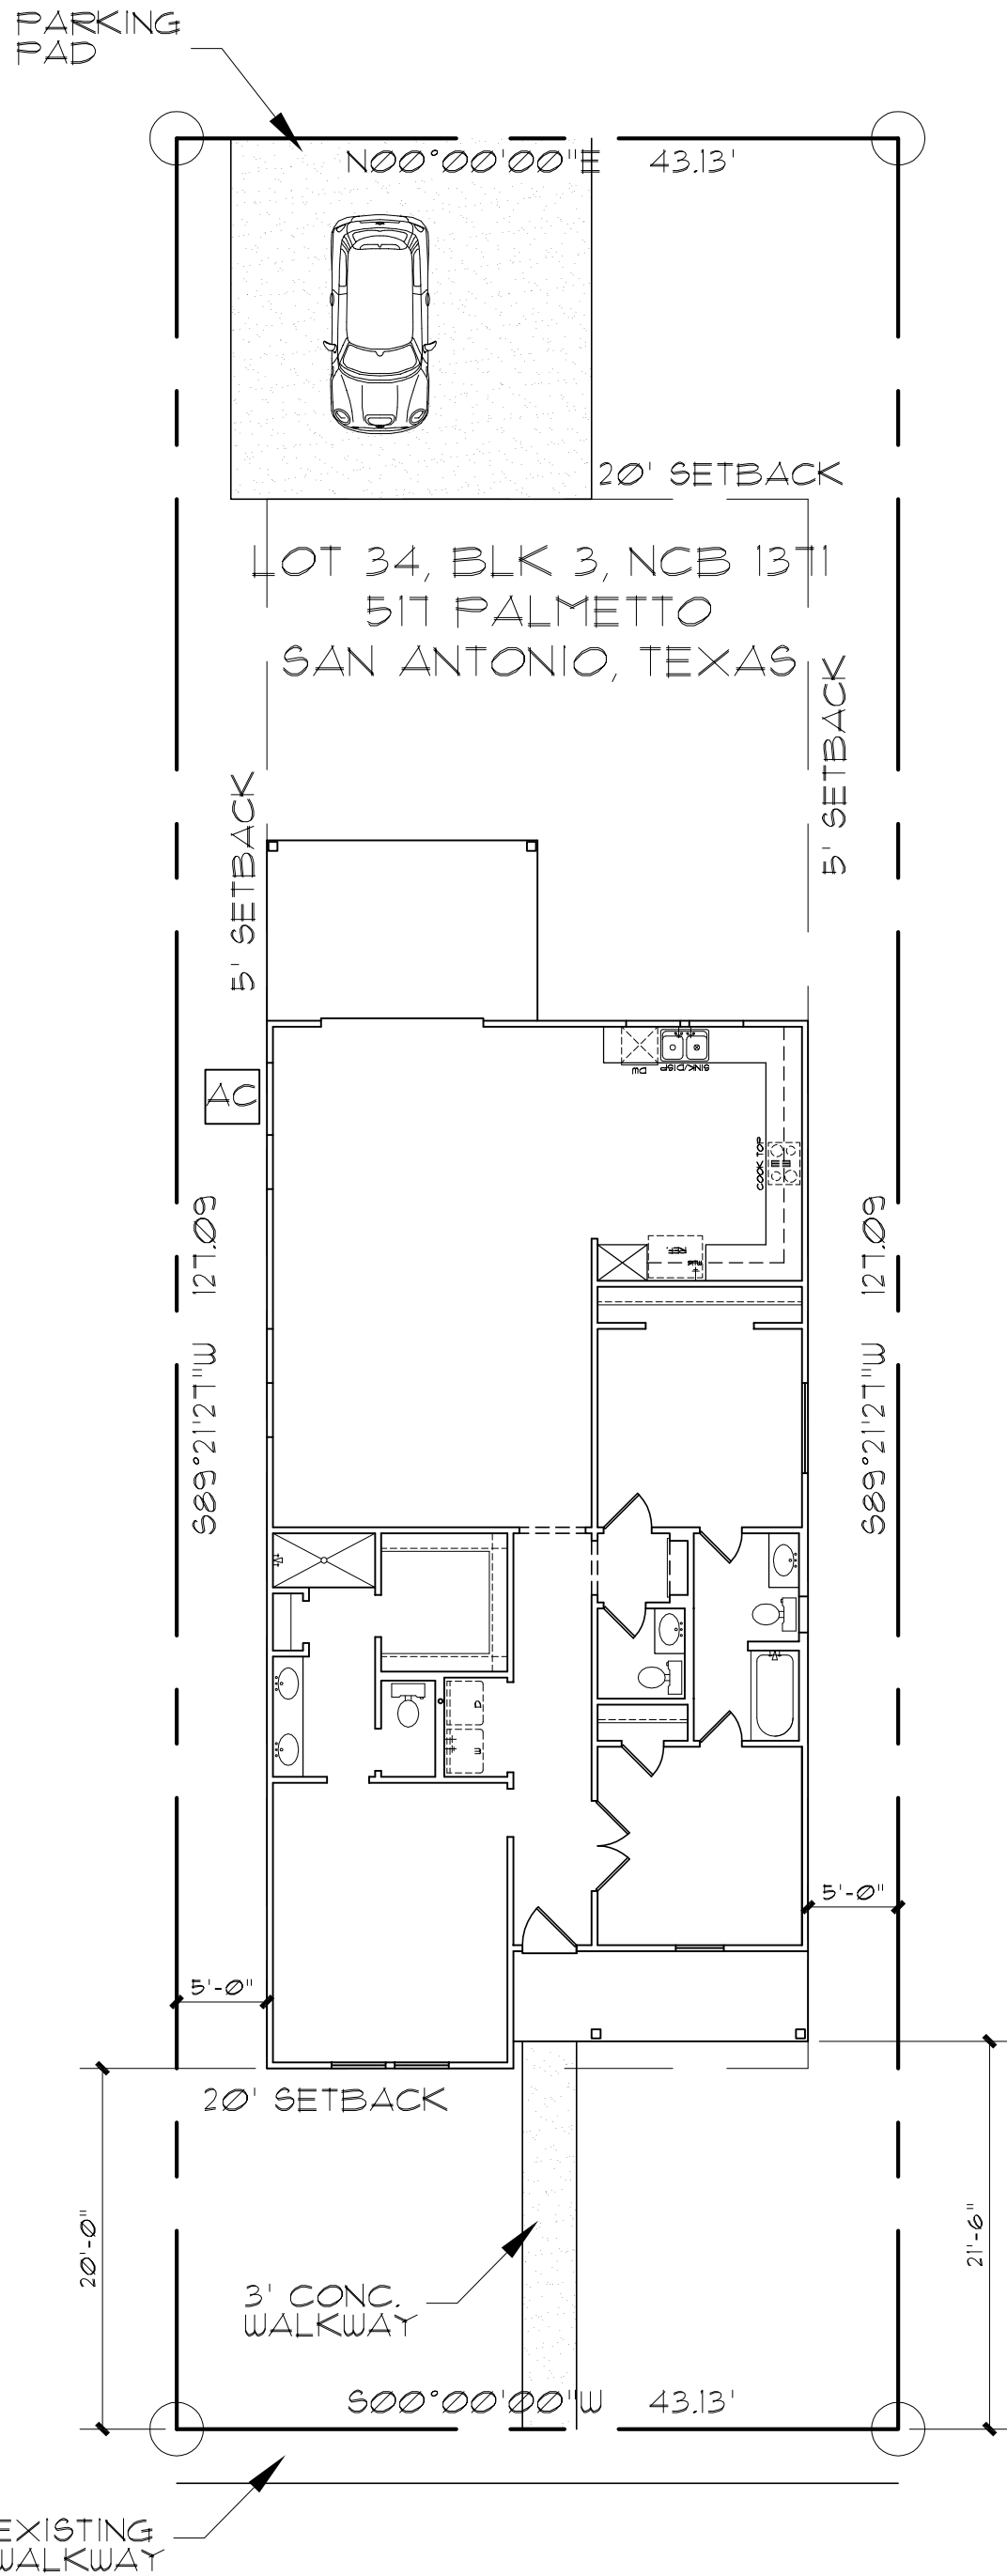 PARKING
PAD
N00°00'00"E 43.13'
20' SETBACK
LOT 34, BLK 3, NCB 1371
517 PALMETTO
SAN ANTONIO, TEXAS
5' SETBACK
5' SETBACK
DW
SINK/DISP
AC
COOK TOP
REF.
S89°21'27"W 127.09
S89°21'27"W 127.09
D
W
5'-0"
5'-0"
20' SETBACK
20'-0"
21'-6"
3' CONC.
WALKWAY
S00°00'00"W 43.13'
EXISTING
WALKWAY